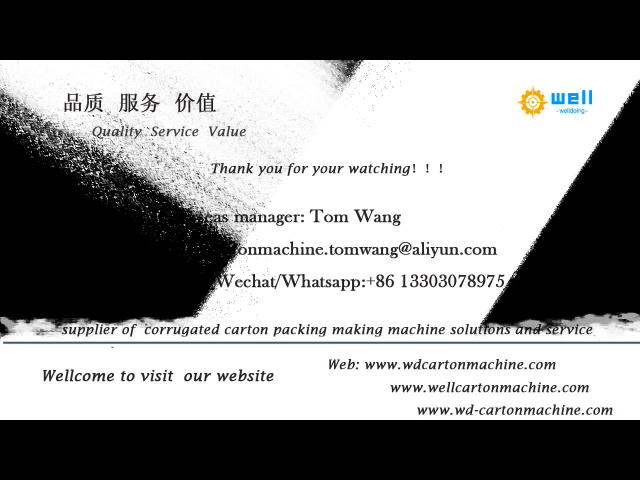 品质 服务 价值
Quality Service Value
well
- welldoing -
Thank you for your watching! ! !
manager: Tom Wang
onmachine.tomwang@aliyun.com
Wechat/Whatsapp:+86 13303078975
supplier of corrugated carton packing making machine solutions and service
Wellcome to visit our website
Web: www.wdcartonmachine.com
www.wellcartonmachine.com
www.wd-cartonmachine.com